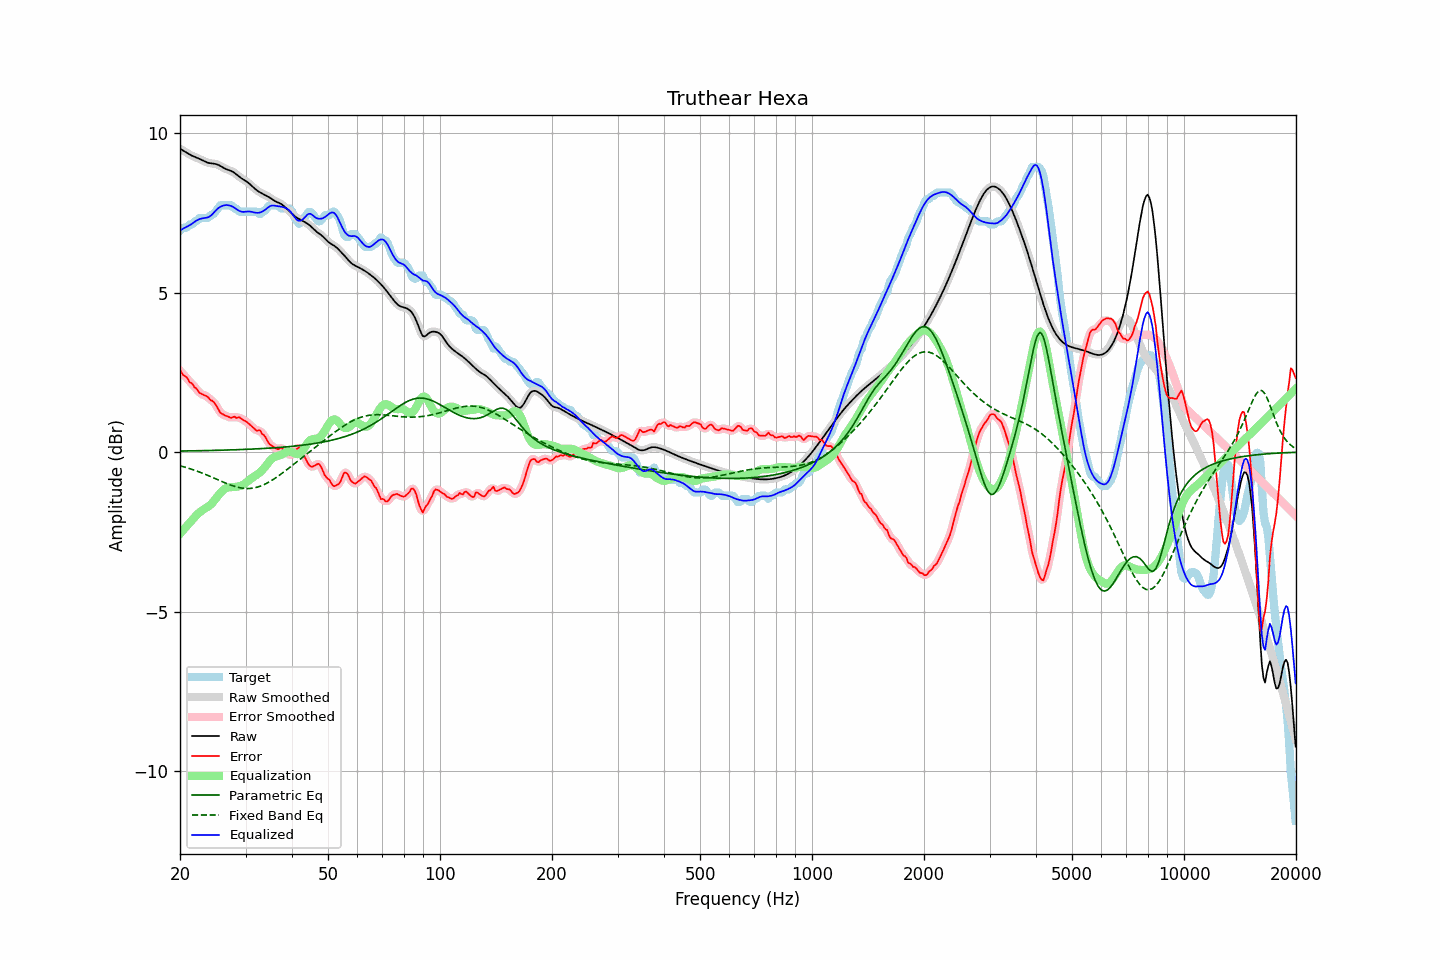 Truthear Hexa
Amplitude (dBr)
10
5
0
−5
−10
Target
Raw Smoothed
Error Smoothed
Raw
Error
Equalization
Parametric Eq
Fixed Band Eq
Equalized
20 50 100 200 500 1000 2000 5000 10000 20000
Frequency (Hz)